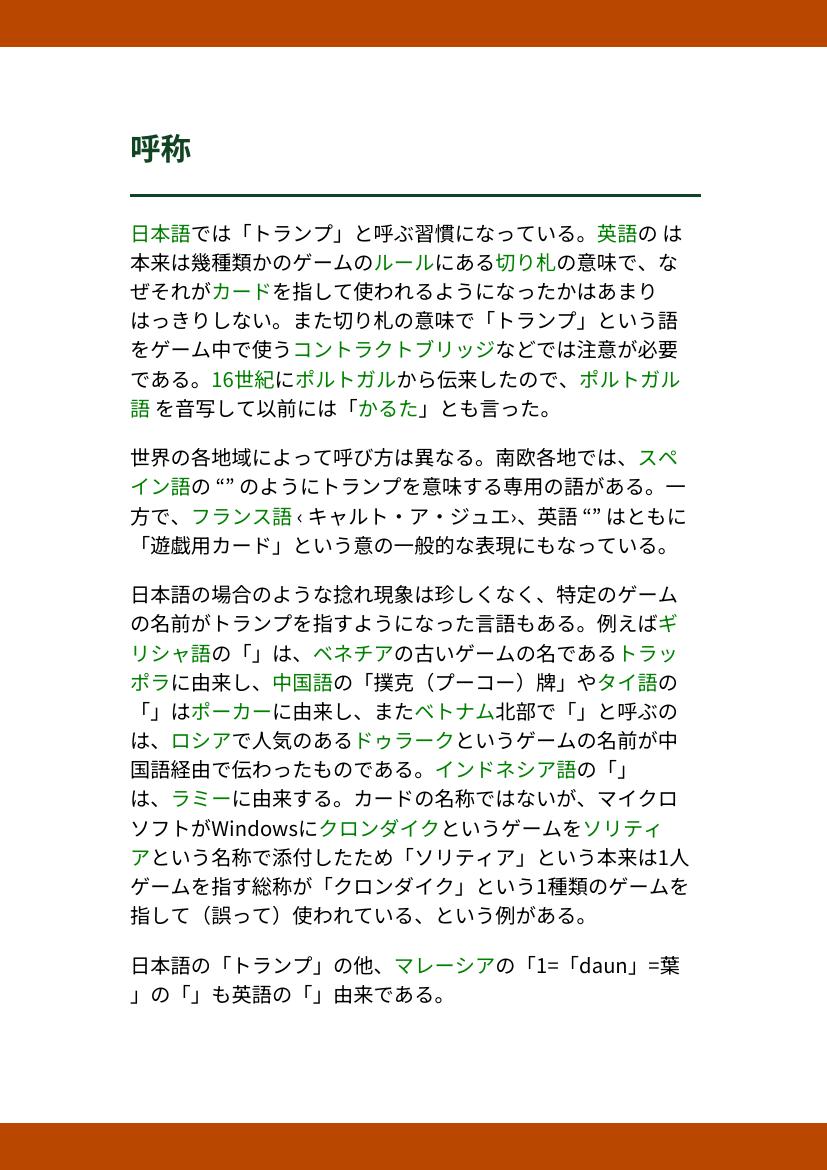 呼称
日本語では「トランプ」と呼ぶ習慣になっている。英語の は
本来は幾種類かのゲームのルールにある切り札の意味で、な
ぜそれがカードを指して使われるようになったかはあまり
はっきりしない。また切り札の意味で「トランプ」という語
をゲーム中で使うコントラクトブリッジなどでは注意が必要
である。16世紀にポルトガルから伝来したので、ポルトガル
語 を音写して以前には「かるた」とも言った。
世界の各地域によって呼び方は異なる。南欧各地では、スペ
イン語の “” のようにトランプを意味する専用の語がある。一
方で、フランス語 ‹ キャルト・ア・ジュエ›、英語 “” はともに
「遊戯用カード」という意の一般的な表現にもなっている。
日本語の場合のような捻れ現象は珍しくなく、特定のゲーム
の名前がトランプを指すようになった言語もある。例えばギ
リシャ語の「」は、ベネチアの古いゲームの名であるトラッ
ポラに由来し、中国語の「撲克（プーコー）牌」やタイ語の
「」はポーカーに由来し、またベトナム北部で「」と呼ぶの
は、ロシアで人気のあるドゥラークというゲームの名前が中
国語経由で伝わったものである。インドネシア語の「」
は、ラミーに由来する。カードの名称ではないが、マイクロ
ソフトがWindowsにクロンダイクというゲームをソリティ
アという名称で添付したため「ソリティア」という本来は1人
ゲームを指す総称が「クロンダイク」という1種類のゲームを
指して（誤って）使われている、という例がある。
日本語の「トランプ」の他、マレーシアの「1=「daun」=葉
」の「」も英語の「」由来である。